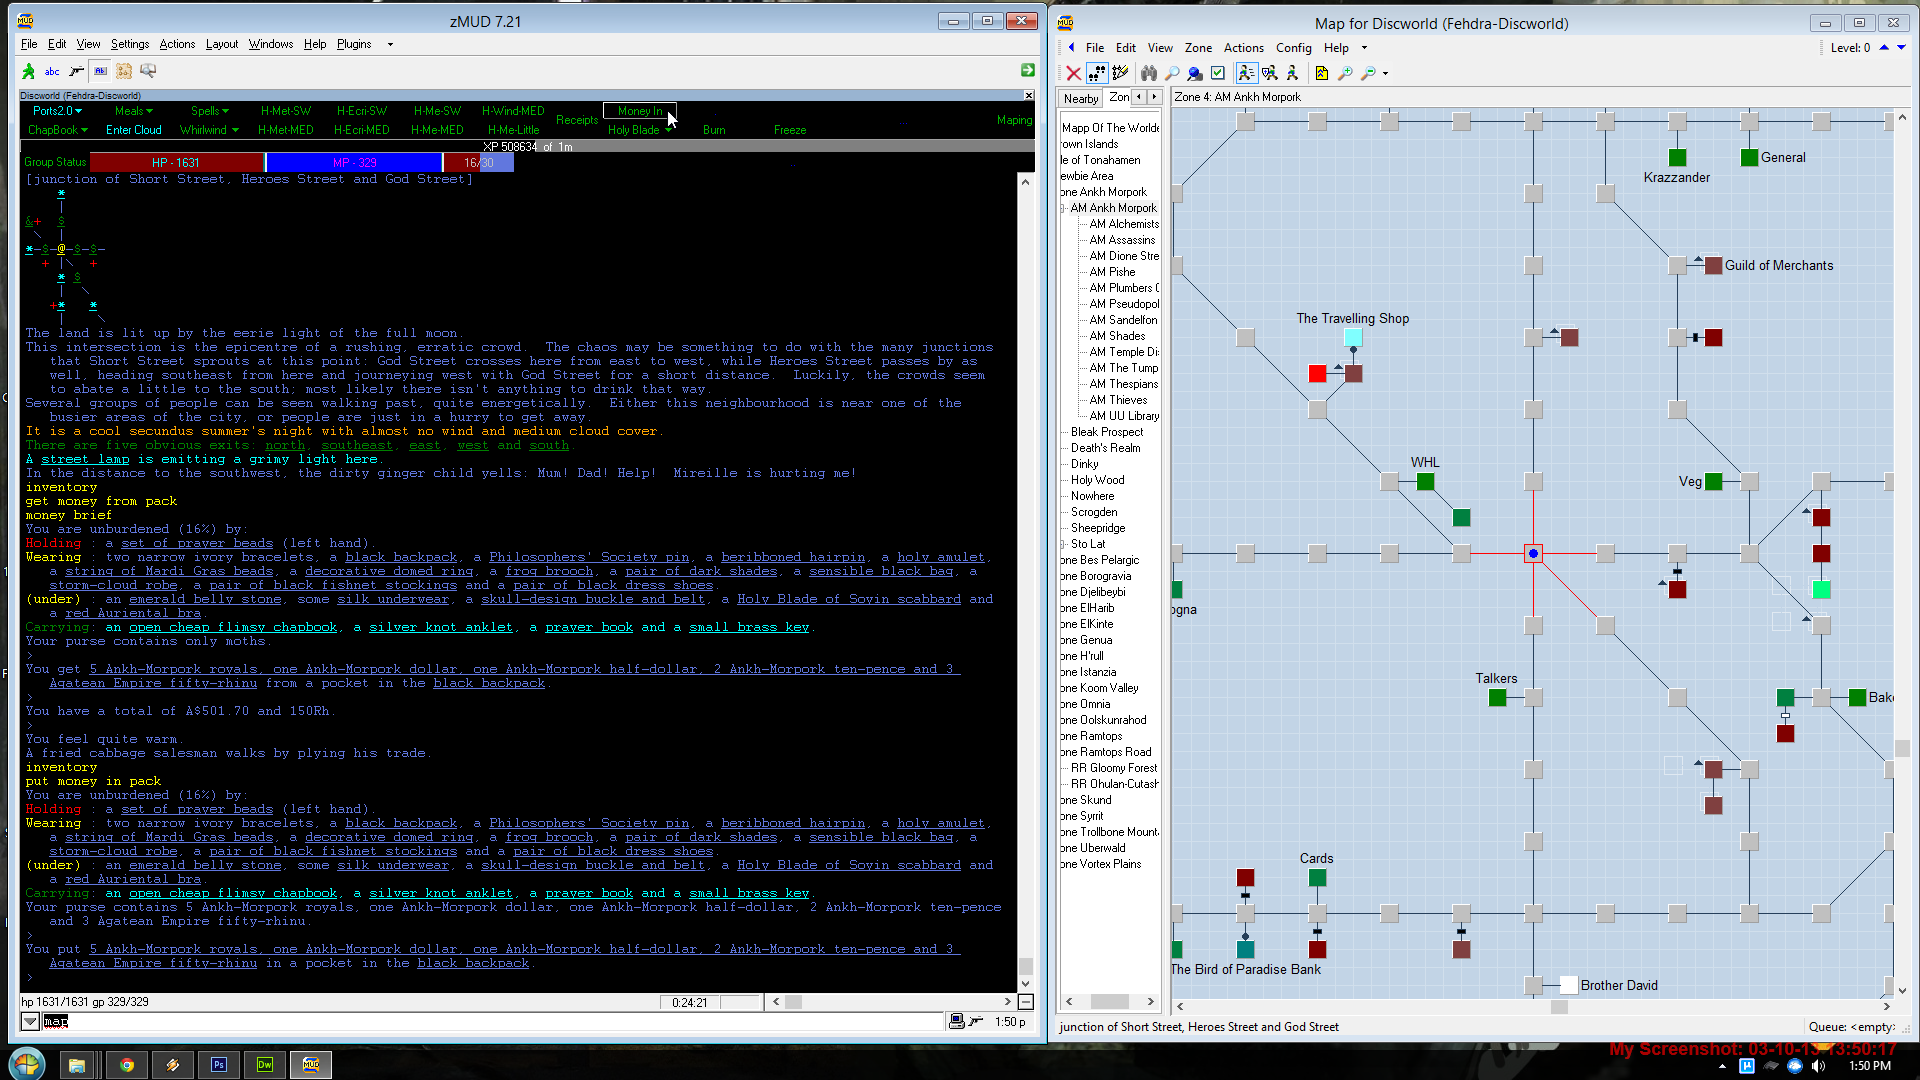 zMUD 7.21
File Edit View Settings Actions Layout Windows Help Plugins
abc
Discworld (Fehdra-Discworld)
Ports2.0 Meals Spells H-Met-SW H-Ecri-SW H-Me-SW H-Wind-MED Receipts Money In Maping
ChapBook Enter Cloud Whirlwind H-Met-MED H-Ecri-MED H-Me-MED H-Me-Little Holy Blade Burn Freeze
XP 508634 of 1m
Group Status HP - 1631 MP - 329 16/30
[junction of Short Street, Heroes Street and God Street]
*
&+ $
*-$-@-$-$-
+ +
* $
+* *
The land is lit up by the eerie light of the full moon.
This intersection is the epicentre of a rushing, erratic crowd. The chaos may be something to do with the many junctions
that Short Street sprouts at this point: God Street crosses here from east to west, while Heroes Street passes by as
well, heading southeast from here and journeying west with God Street for a short distance. Luckily, the crowds seem
to abate a little to the south; most likely there isn't anything to drink that way.
Several groups of people can be seen walking past, quite energetically. Either this neighbourhood is near one of the
busier areas of the city, or people are just in a hurry to get away.
It is a cool secundus summer's night with almost no wind and medium cloud cover.
There are five obvious exits: north, southeast, east, west and south.
A street lamp is emitting a grimy light here.
In the distance to the southwest, the dirty ginger child yells: Mum! Dad! Help! Mireille is hurting me!
inventory
get money from pack
money brief
You are unburdened (16%) by:
Holding : a set of prayer beads (left hand).
Wearing : two narrow ivory bracelets, a black backpack, a Philosophers' Society pin, a beribboned hairpin, a holy amulet,
a string of Mardi Gras beads, a decorative domed ring, a frog brooch, a pair of dark shades, a sensible black bag, a
storm-cloud robe, a pair of black fishnet stockings and a pair of black dress shoes.
(under) : an emerald belly stone, some silk underwear, a skull-design buckle and belt, a Holy Blade of Soyin scabbard and
a red Auriental bra.
Carrying: an open cheap flimsy chapbook, a silver knot anklet, a prayer book and a small brass key.
Your purse contains only moths.
>
You get 5 Ankh-Morpork royals, one Ankh-Morpork dollar, one Ankh-Morpork half-dollar, 2 Ankh-Morpork ten-pence and 3
Agatean Empire fifty-rhinu from a pocket in the black backpack.
>
You have a total of A$501.70 and 150Rh.
>
You feel quite warm.
A fried cabbage salesman walks by plying his trade.
inventory
put money in pack
You are unburdened (16%) by:
Holding : a set of prayer beads (left hand).
Wearing : two narrow ivory bracelets, a black backpack, a Philosophers' Society pin, a beribboned hairpin, a holy amulet,
a string of Mardi Gras beads, a decorative domed ring, a frog brooch, a pair of dark shades, a sensible black bag, a
storm-cloud robe, a pair of black fishnet stockings and a pair of black dress shoes.
(under) : an emerald belly stone, some silk underwear, a skull-design buckle and belt, a Holy Blade of Soyin scabbard and
a red Auriental bra.
Carrying: an open cheap flimsy chapbook, a silver knot anklet, a prayer book and a small brass key.
Your purse contains 5 Ankh-Morpork royals, one Ankh-Morpork dollar, one Ankh-Morpork half-dollar, 2 Ankh-Morpork ten-pence
and 3 Agatean Empire fifty-rhinu.
>
You put 5 Ankh-Morpork royals, one Ankh-Morpork dollar, one Ankh-Morpork half-dollar, 2 Ankh-Morpork ten-pence and 3
Agatean Empire fifty-rhinu in a pocket in the black backpack.
>
hp 1631/1631 gp 329/329 0:24:21
map 1:50 p
Map for Discworld (Fehdra-Discworld)
File Edit View Zone Actions Config Help Level: 0
Nearby Zon
Zone 4: AM Ankh Morpork
Mapp Of The Worlde
own Islands
le of Tonahamen
ewbie Area
one Ankh Morpork
AM Ankh Morpork
AM Alchemists
AM Assassins
AM Dione Stre
AM Pishe
AM Plumbers
AM Pseudopol
AM Sandelfon
AM Shades
AM Temple Di
AM The Tump
AM Thespians
AM Thieves
AM UU Library
Bleak Prospect
Death's Realm
Dinky
Holy Wood
Nowhere
Scrogden
Sheepridge
Sto Lat
one Bes Pelargic
one Borogravia
one Djelibeybi
one ElHarib
one ElKinte
one Genua
one H'rull
one Istanzia
one Koom Valley
one Omnia
one Oolskunrahod
one Ramtops
one Ramtops Road
RR Gloomy Forest
RR Ohulan-Cutash
one Skund
one Syrrit
one Trollbone Mount
one Uberwald
one Vortex Plains
General
Krazzander
Guild of Merchants
The Travelling Shop
WHL
Veg
ogna
Talkers
Bake
Cards
The Bird of Paradise Bank
Brother David
junction of Short Street, Heroes Street and God Street Queue: <empty>
My Screenshot: 03-10-13 13:50:17
Ps Dw
1:50 PM